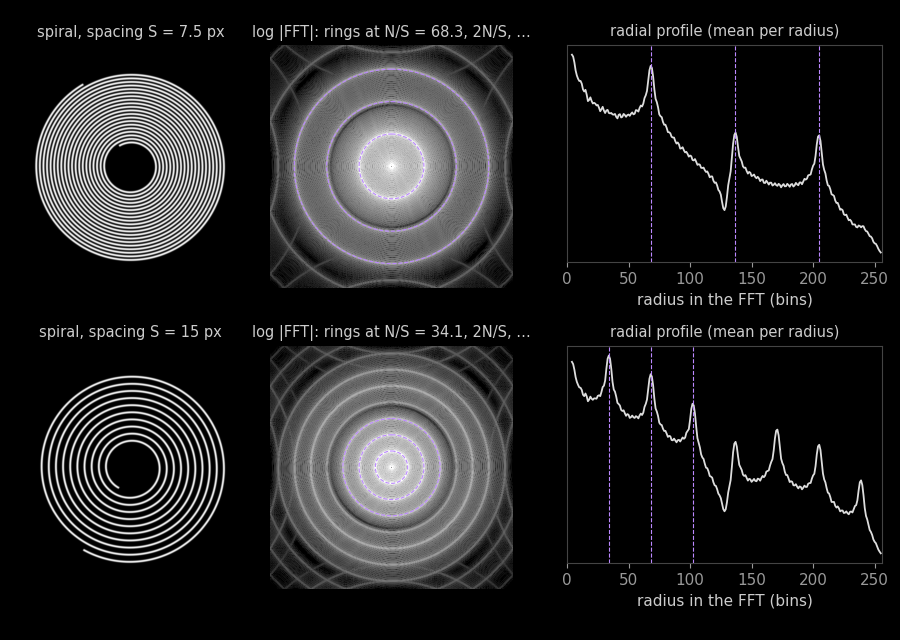 spiral, spacing S = 7.5 px
log |FFT|: rings at N/S = 68.3, 2N/S, ...
radial profile (mean per radius)
0 50 100 150 200 250
radius in the FFT (bins)
spiral, spacing S = 15 px
log |FFT|: rings at N/S = 34.1, 2N/S, ...
radial profile (mean per radius)
0 50 100 150 200 250
radius in the FFT (bins)